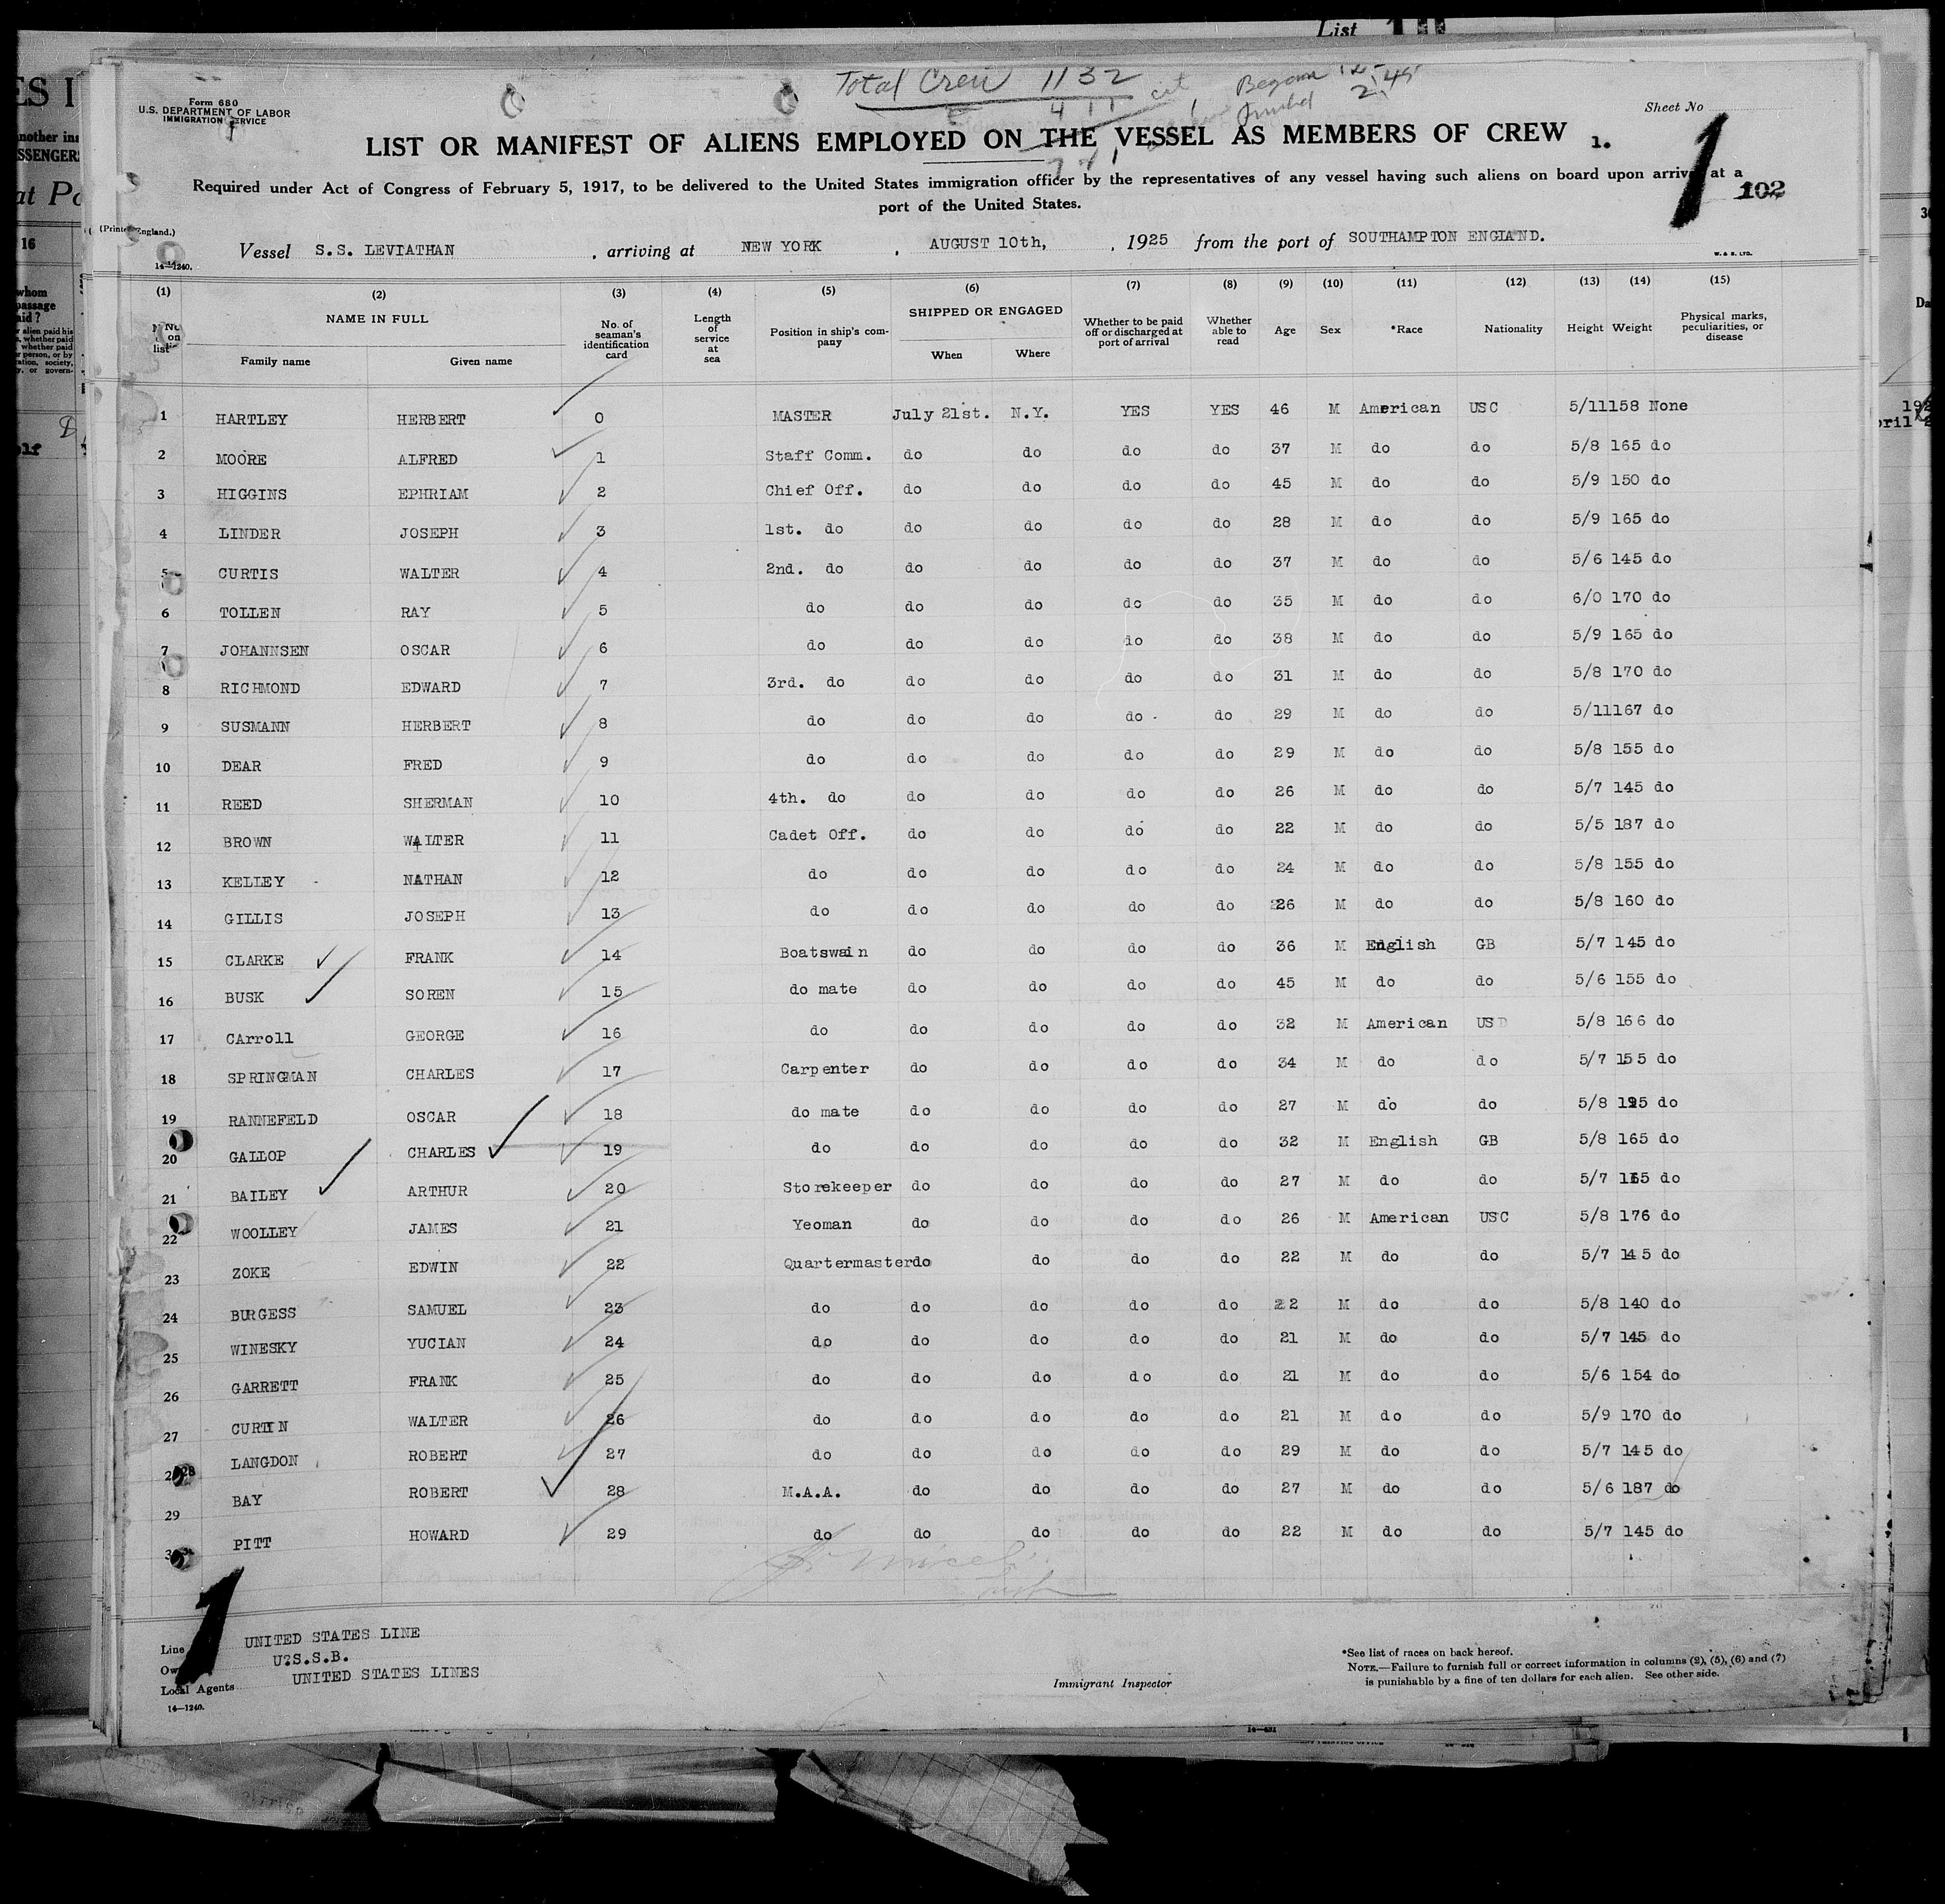 List 10
Total Crew 1132
Began 12-
2.45
411
Form 680
U.S. DEPARTMENT OF LABOR
IMMIGRATION SERVICE
Sheet No
1
LIST OR MANIFEST OF ALIENS EMPLOYED ON THE VESSEL AS MEMBERS OF CREW 1.
Required under Act of Congress of February 5, 1917, to be delivered to the United States immigration officer by the representatives of any vessel having such aliens on board upon arrival at a
port of the United States.
102
(Printed England.)
Vessel S.S. LEVIATHAN , arriving at NEW YORK , AUGUST 10th, , 1925 from the port of SOUTHAMPTON ENGLAND.
14—1240.
W. & S. LTD.
(1) (2) (3) (4) (5) (6) (7) (8) (9) (10) (11) (12) (13) (14) (15)
No. on list NAME IN FULL Family name Given name No. of seaman's identification card Length of service at sea Position in ship's company SHIPPED OR ENGAGED When Where Whether to be paid off or discharged at port of arrival Whether able to read Age Sex *Race Nationality Height Weight Physical marks, peculiarities, or disease
1 HARTLEY HERBERT 0 MASTER July 21st. N.Y. YES YES 46 M American USC 5/11 158 None
2 MOORE ALFRED 1 Staff Comm. do do do do 37 M do do 5/8 165 do
3 HIGGINS EPHRIAM 2 Chief Off. do do do do 45 M do do 5/9 150 do
4 LINDER JOSEPH 3 1st. do do do do do 28 M do do 5/9 165 do
5 CURTIS WALTER 4 2nd. do do do do do 37 M do do 5/6 145 do
6 TOLLEN RAY 5 do do do do do 35 M do do 6/0 170 do
7 JOHANNSEN OSCAR 6 do do do do do 38 M do do 5/9 165 do
8 RICHMOND EDWARD 7 3rd. do do do do do 31 M do do 5/8 170 do
9 SUSMANN HERBERT 8 do do do do do 29 M do do 5/11 167 do
10 DEAR FRED 9 do do do do do 29 M do do 5/8 155 do
11 REED SHERMAN 10 4th. do do do do do 26 M do do 5/7 145 do
12 BROWN WALTER 11 Cadet Off. do do do do 22 M do do 5/5 187 do
13 KELLEY NATHAN 12 do do do do do 24 M do do 5/8 155 do
14 GILLIS JOSEPH 13 do do do do do 26 M do do 5/8 160 do
15 CLARKE FRANK 14 Boatswain do do do do 36 M English GB 5/7 145 do
16 BUSK SOREN 15 do mate do do do do 45 M do do 5/6 155 do
17 CArroll GEORGE 16 do do do do do 32 M American US 5/8 166 do
18 SPRINGMAN CHARLES 17 Carpenter do do do do 34 M do do 5/7 155 do
19 RANNEFELD OSCAR 18 do mate do do do do 27 M do do 5/8 do
20 GALLOP CHARLES 19 do do do do do 32 M English GB 5/8 165 do
21 BAILEY ARTHUR 20 Storekeeper do do do do 27 M do do 5/7 do
22 WOOLLEY JAMES 21 Yeoman do do do do 26 M American USC 5/8 176 do
23 ZOKE EDWIN 22 Quartermaster do do do do 22 M do do 5/7 145 do
24 BURGESS SAMUEL 23 do do do do do 22 M do do 5/8 140 do
25 WINESKY YUCIAN 24 do do do do do 21 M do do 5/7 145 do
26 GARRETT FRANK 25 do do do do do 21 M do do 5/6 154 do
27 CURTIN WALTER 26 do do do do do 21 M do do 5/9 170 do
28 LANGDON ROBERT 27 do do do do do 29 M do do 5/7 145 do
29 BAY ROBERT 28 M.A.A. do do do do 27 M do do 5/6 187 do
PITT HOWARD 29 do do do do do 22 M do do 5/7 145 do
1
Line UNITED STATES LINE
U?S.S.B.
Local Agents UNITED STATES LINES
14—1240.
Immigrant Inspector
*See list of races on back hereof.
NOTE.—Failure to furnish full or correct information in columns (2), (5), (6) and (7)
is punishable by a fine of ten dollars for each alien. See other side.